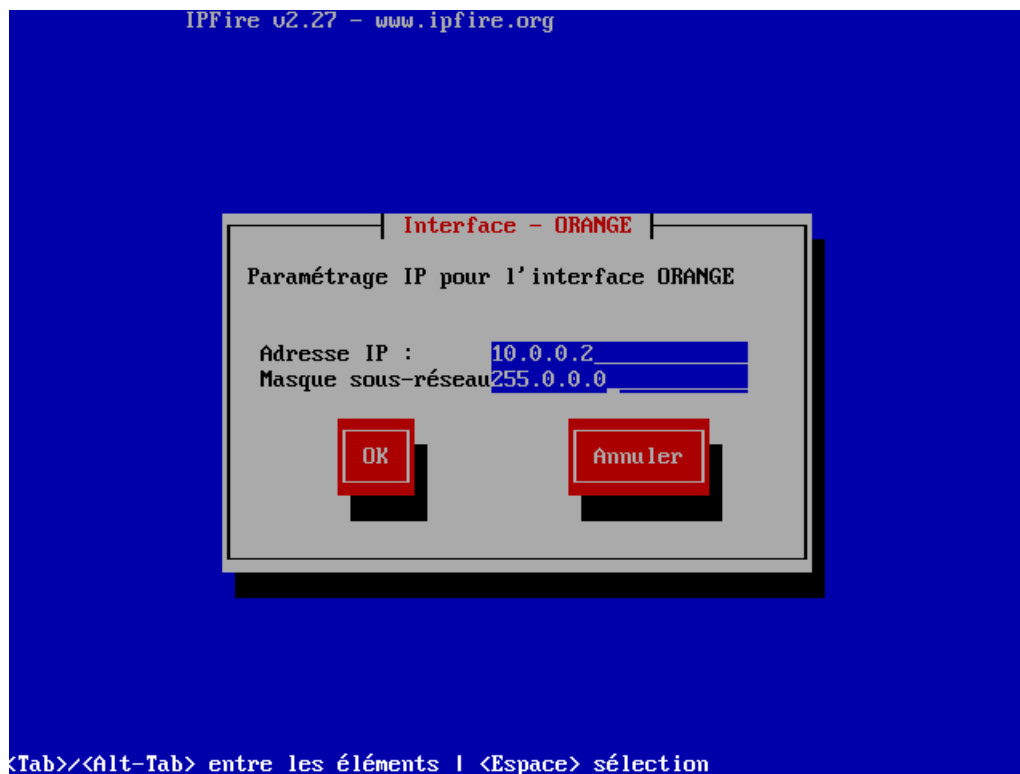 IPFire v2.27 - www.ipfire.org
Interface - ORANGE
Paramétrage IP pour l'interface ORANGE
Adresse IP : 10.0.0.2
Masque sous-réseau 255.0.0.0
OK Annuler
<Tab>/<Alt-Tab> entre les éléments | <Espace> sélection